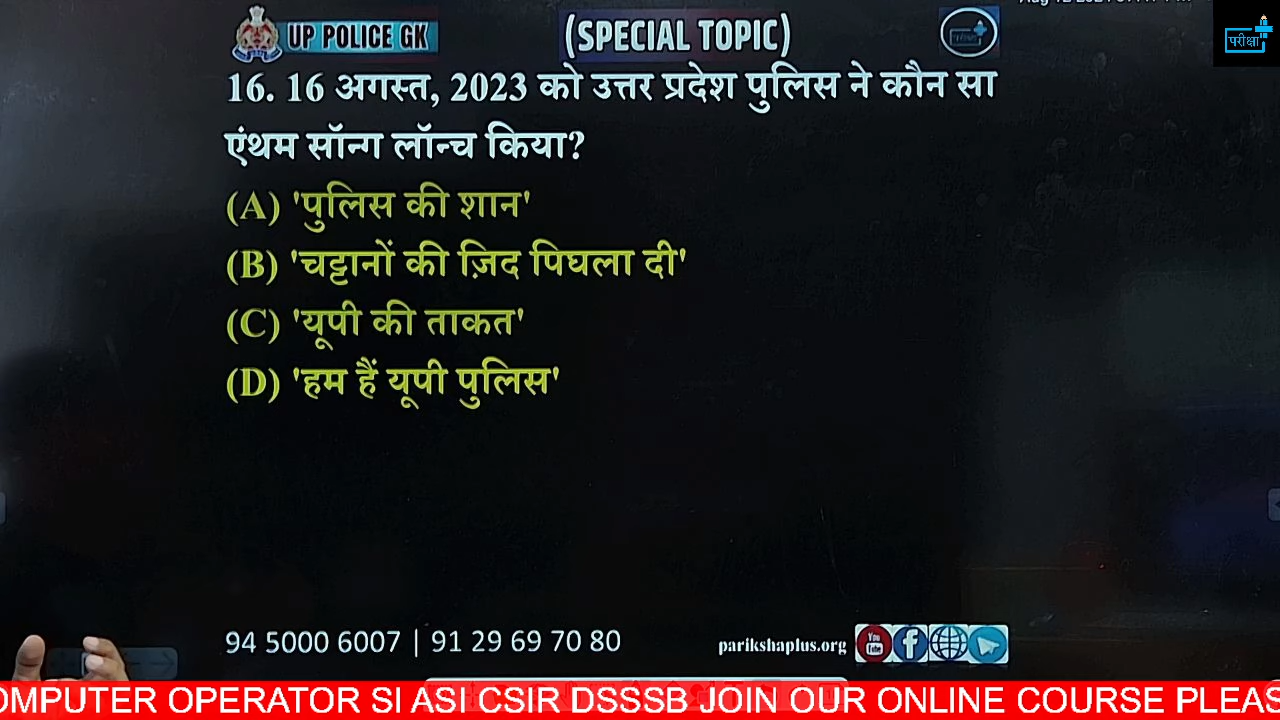 UP POLICE GK
(SPECIAL TOPIC)
परीक्षा
16. 16 अगस्त, 2023 को उत्तर प्रदेश पुलिस ने कौन सा
एंथम सॉन्ग लॉन्च किया?
(A) 'पुलिस की शान'
(B) 'चट्टानों की ज़िद पिघला दी'
(C) 'यूपी की ताकत'
(D) 'हम हैं यूपी पुलिस'
94 5000 6007 | 91 29 69 70 80
parikshaplus.org
You Tube
OMPUTER OPERATOR SI ASI CSIR DSSSB JOIN OUR ONLINE COURSE PLEAS